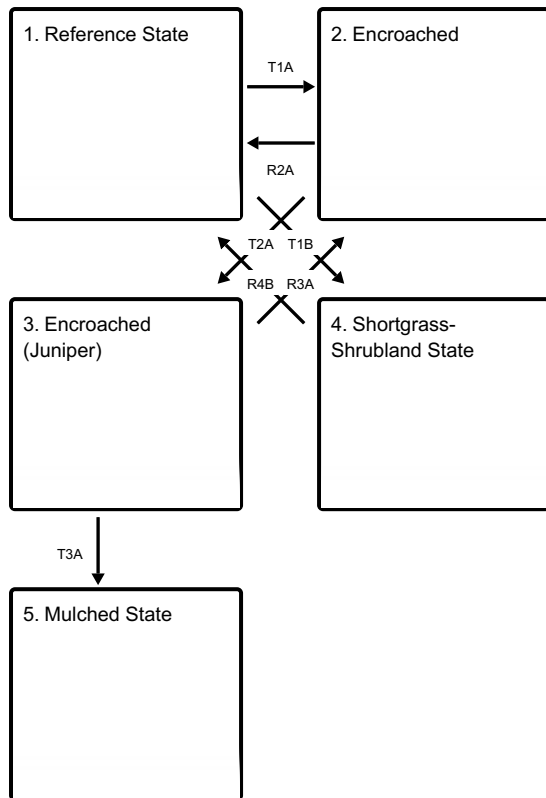 1. Reference State
2. Encroached
T1A
R2A
T2A
T1B
R4B
R3A
3. Encroached
(Juniper)
4. Shortgrass-
Shrubland State
T3A
5. Mulched State